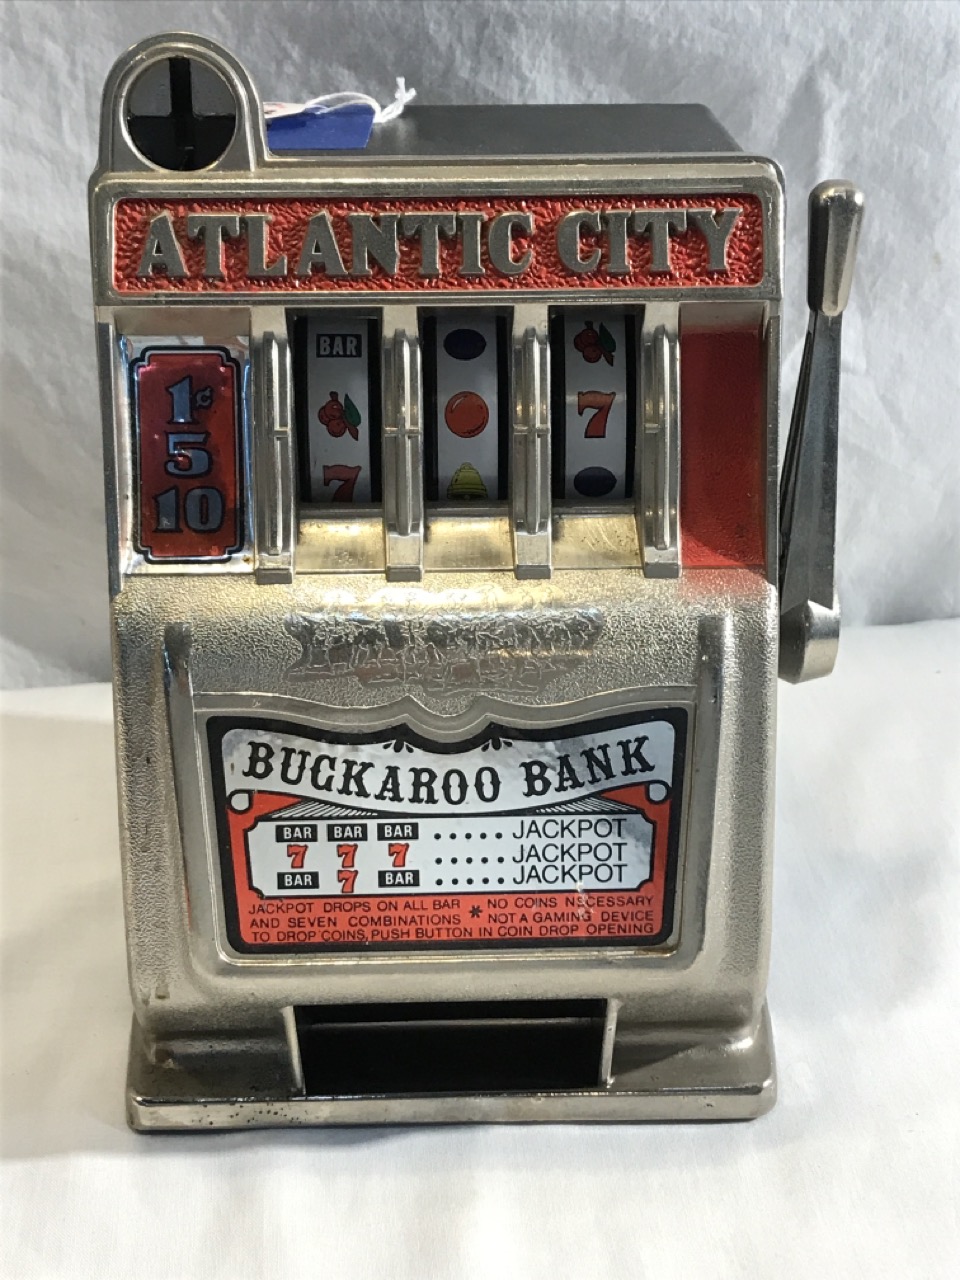 ATLANTIC CITY
BAR
7
7
1¢
5
10
BUCKAROO BANK
BAR BAR BAR ..... JACKPOT
7 7 7 ..... JACKPOT
BAR 7 BAR ..... JACKPOT
JACKPOT DROPS ON ALL BAR * NO COINS NECESSARY
AND SEVEN COMBINATIONS NOT A GAMING DEVICE
TO DROP COINS, PUSH BUTTON IN COIN DROP OPENING